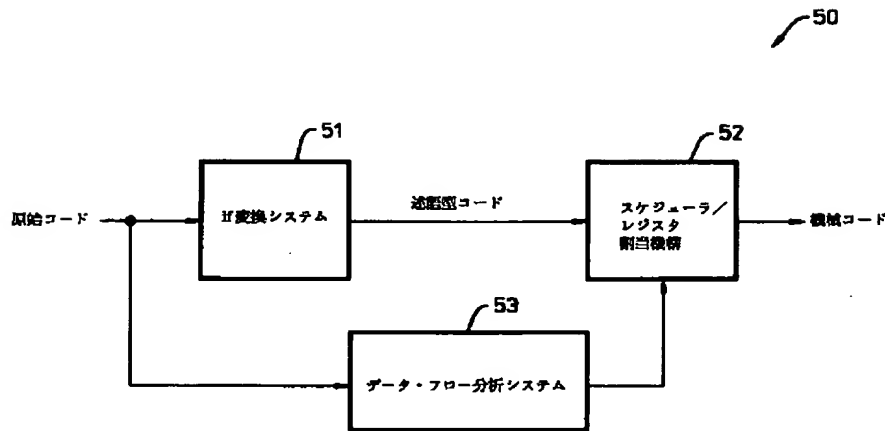 50
51
52
原始コード
if変換システム
述語型コード
スケジューラ/
レジスタ
割当機構
機械コード
53
データ・フロー分析システム